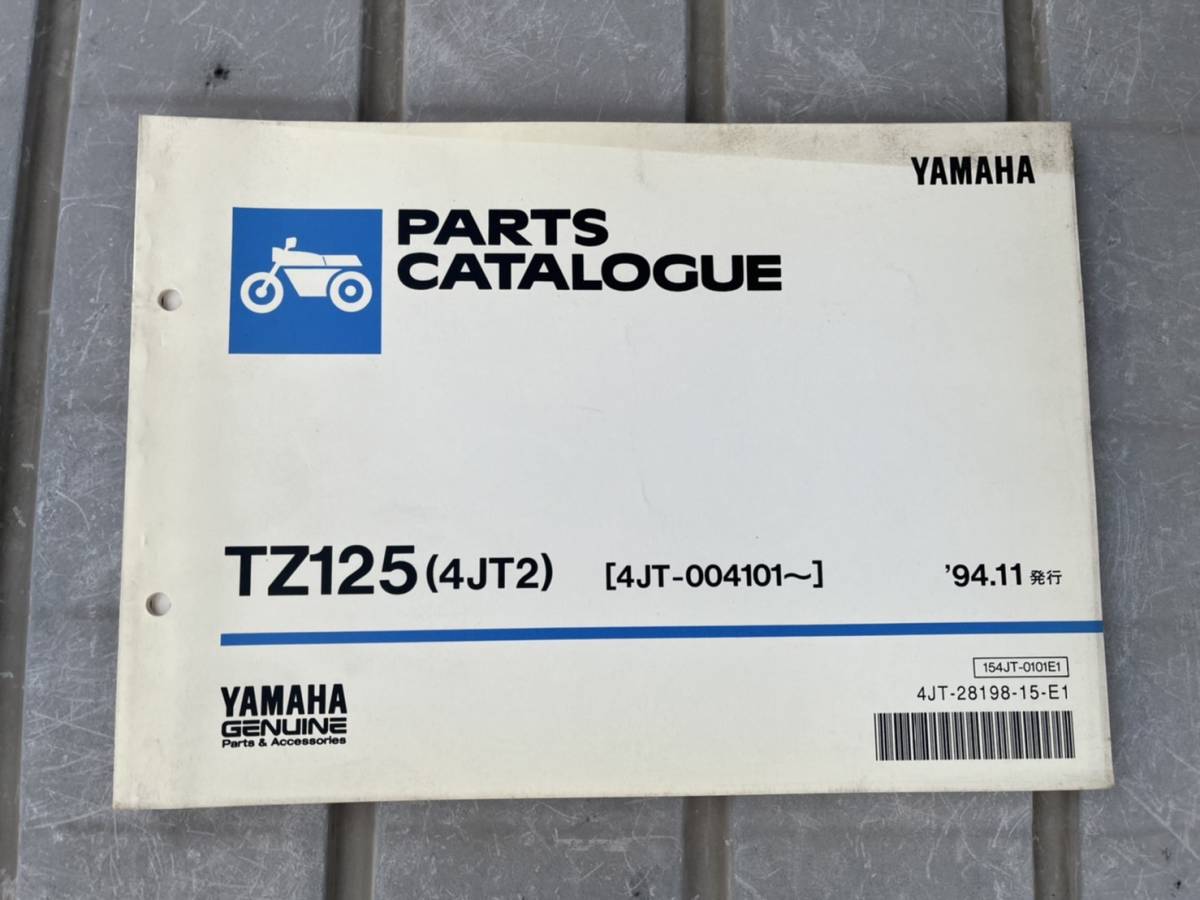 YAMAHA
PARTS
CATALOGUE
TZ125 (4JT2) [4JT-004101～] '94.11 発行
154JT-0101E1
4JT-28198-15-E1
YAMAHA
GENUINE
Parts & Accessories